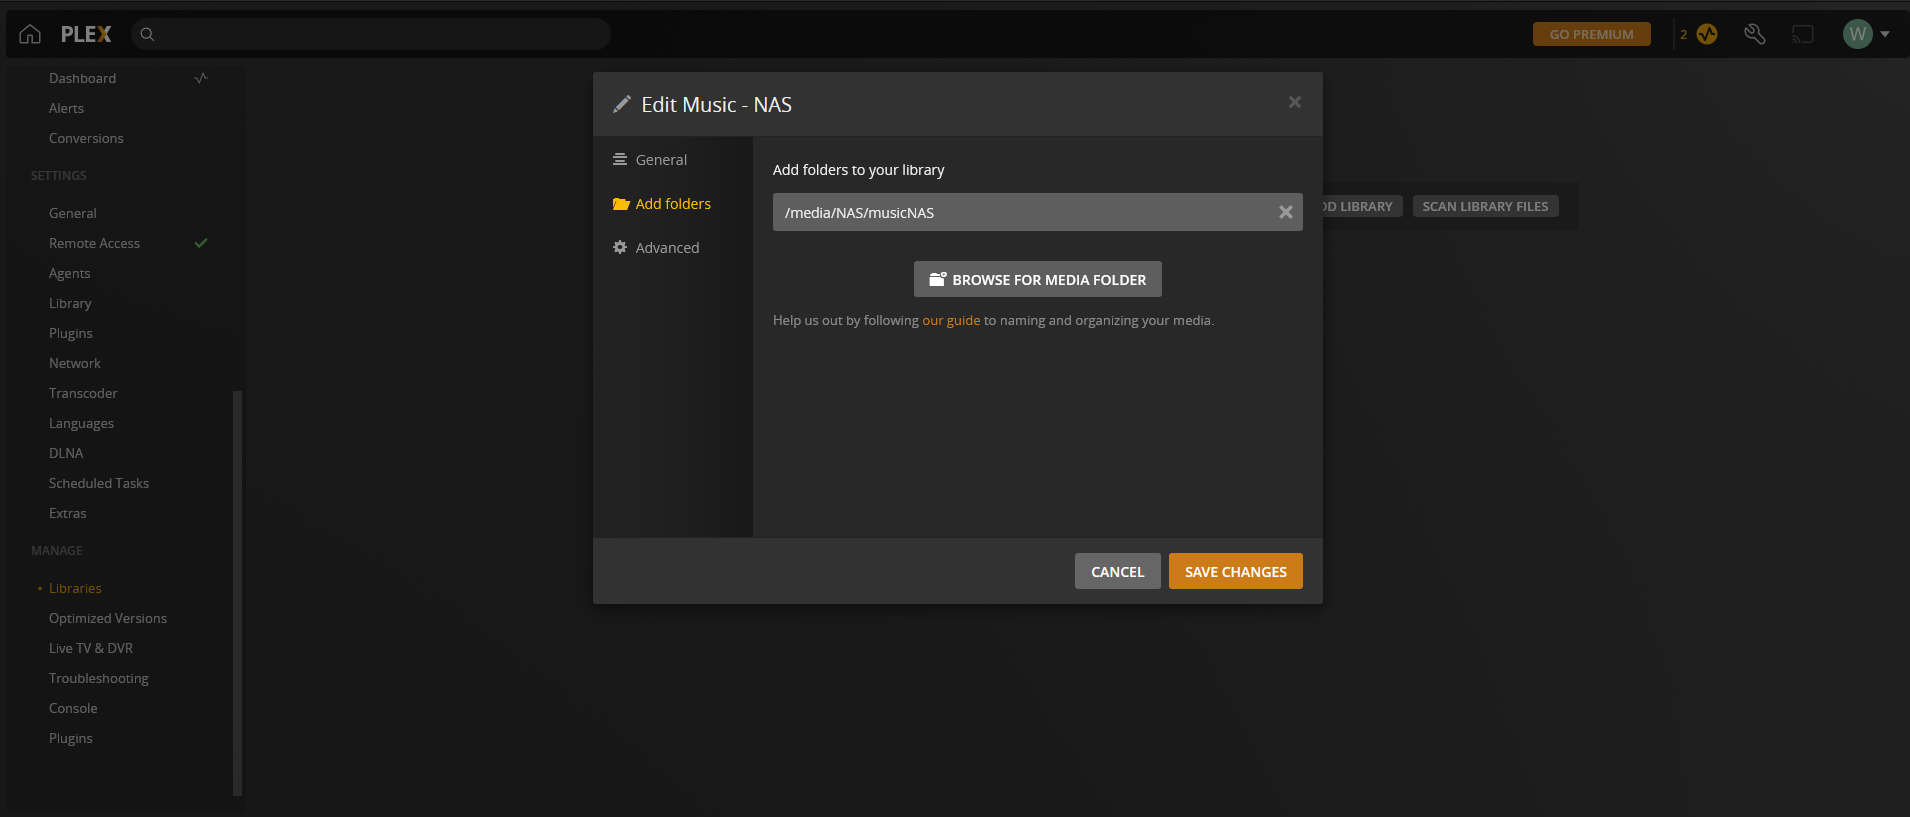 PLEX
GO PREMIUM
2
W
Dashboard
Alerts
Conversions
SETTINGS
General
Remote Access
Agents
Library
Plugins
Network
Transcoder
Languages
DLNA
Scheduled Tasks
Extras
MANAGE
Libraries
Optimized Versions
Live TV & DVR
Troubleshooting
Console
Plugins
Edit Music - NAS
General
Add folders
Advanced
Add folders to your library
/media/NAS/musicNAS
BROWSE FOR MEDIA FOLDER
Help us out by following our guide to naming and organizing your media.
CANCEL
SAVE CHANGES
LIBRARY
SCAN LIBRARY FILES